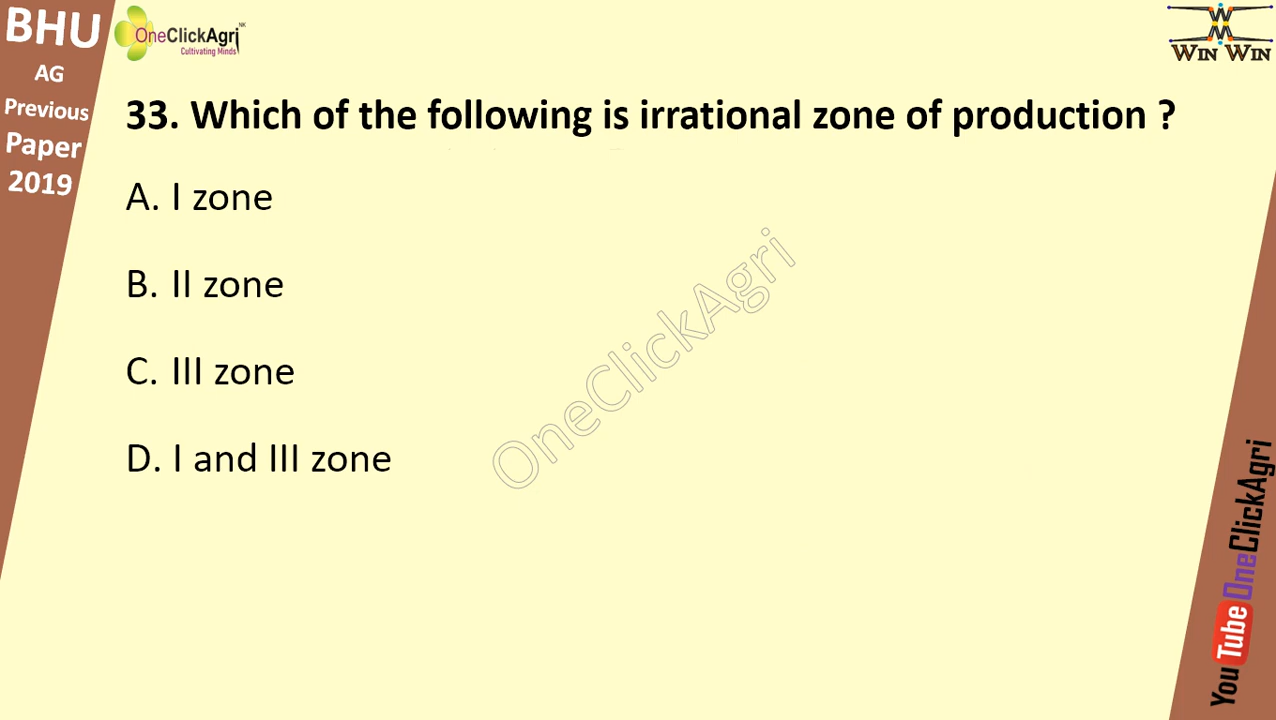 BHU
AG
Previous
Paper
2019
OneClickAgri NK
Cultivating Minds
WIN WIN
33. Which of the following is irrational zone of production ?
A. I zone
B. II zone
C. III zone
D. I and III zone
OneClickAgri
YouTube OneClickAgri